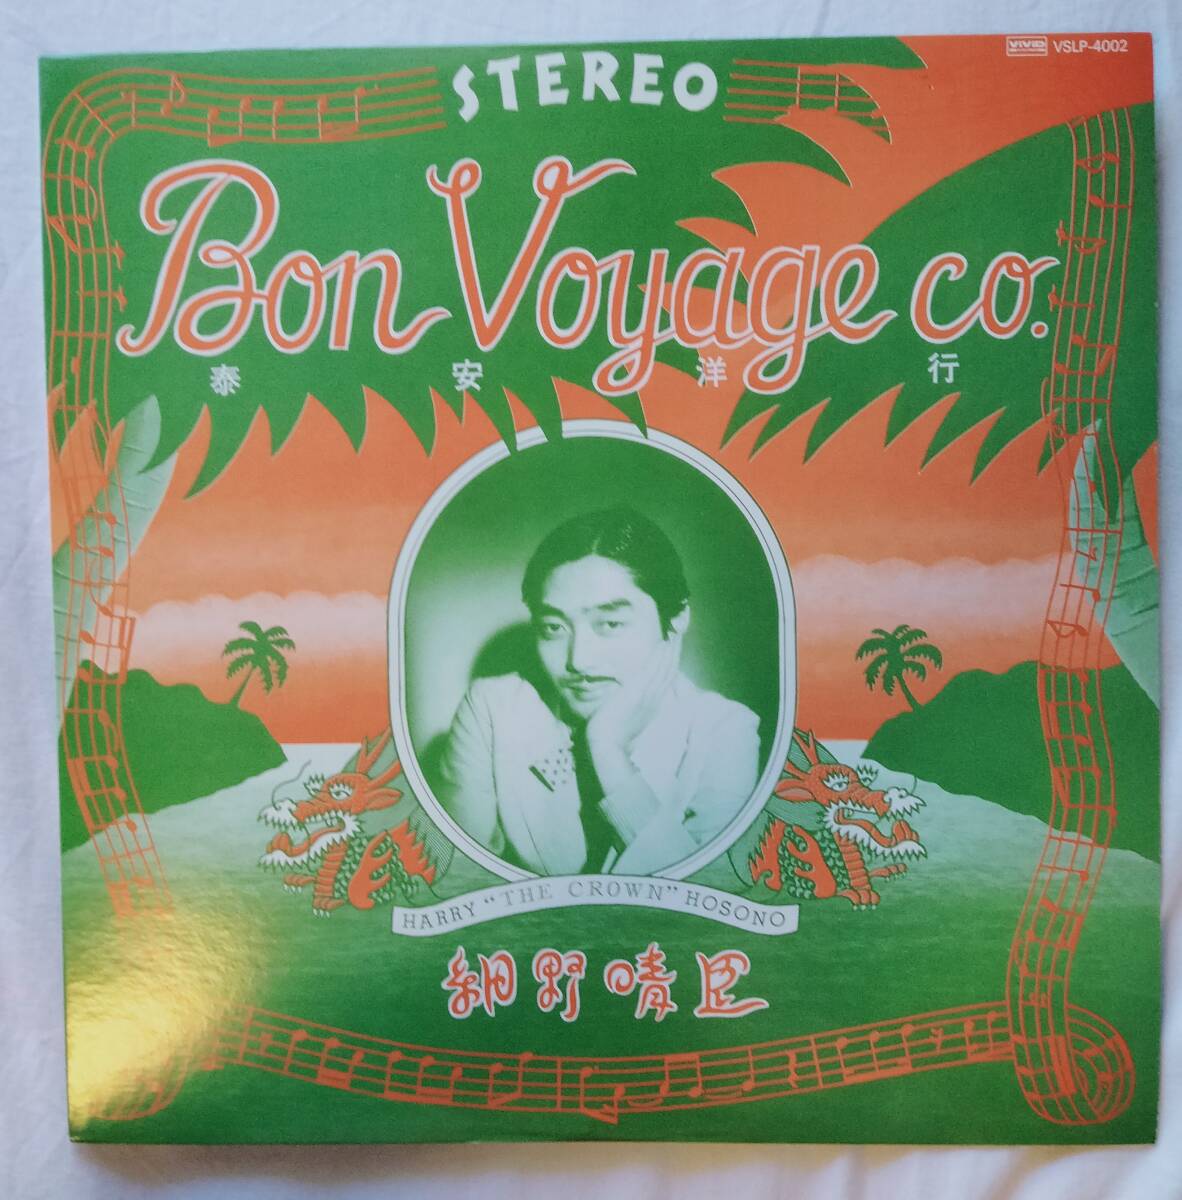 VIVID VSLP-4002
STEREO
Bon Voyage co.
泰安洋行
HARRY "THE CROWN" HOSONO
細野晴臣